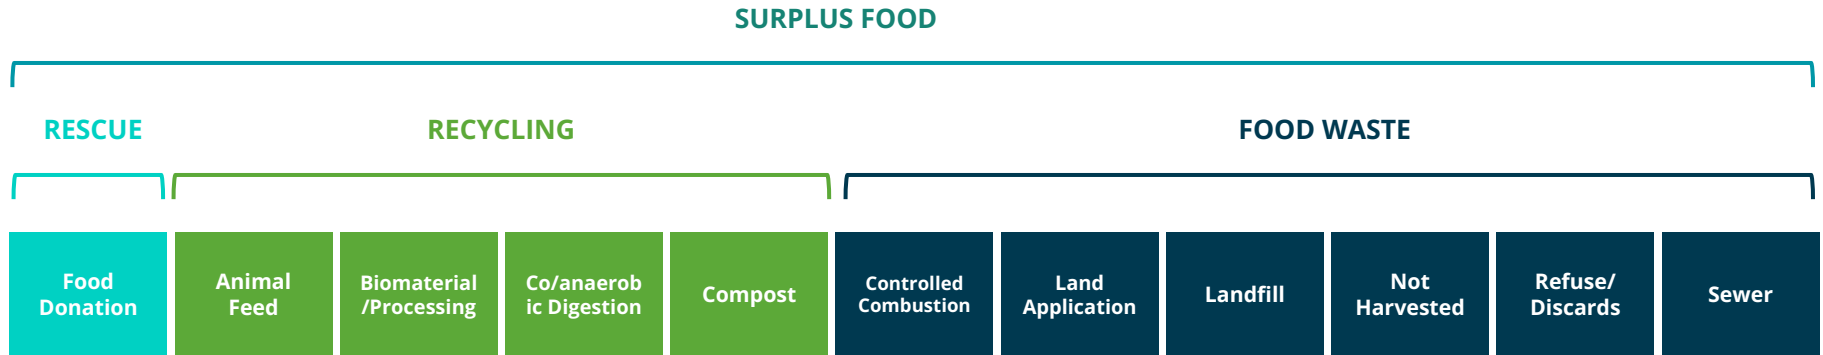 SURPLUS FOOD
RESCUE
RECYCLING
FOOD WASTE
Food
Donation
Animal
Feed
Biomaterial
/Processing
Co/anaerob
ic Digestion
Compost
Controlled
Combustion
Land
Application
Landfill
Not
Harvested
Refuse/
Discards
Sewer